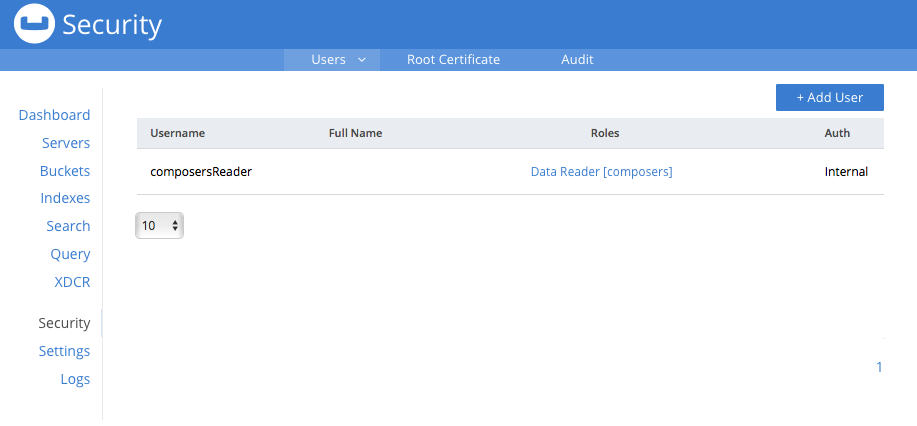 Security
Users Root Certificate Audit
+ Add User
Dashboard
Servers
Buckets
Indexes
Search
Query
XDCR
Security
Settings
Logs
Username Full Name Roles Auth
composersReader Data Reader [composers] Internal
10
1